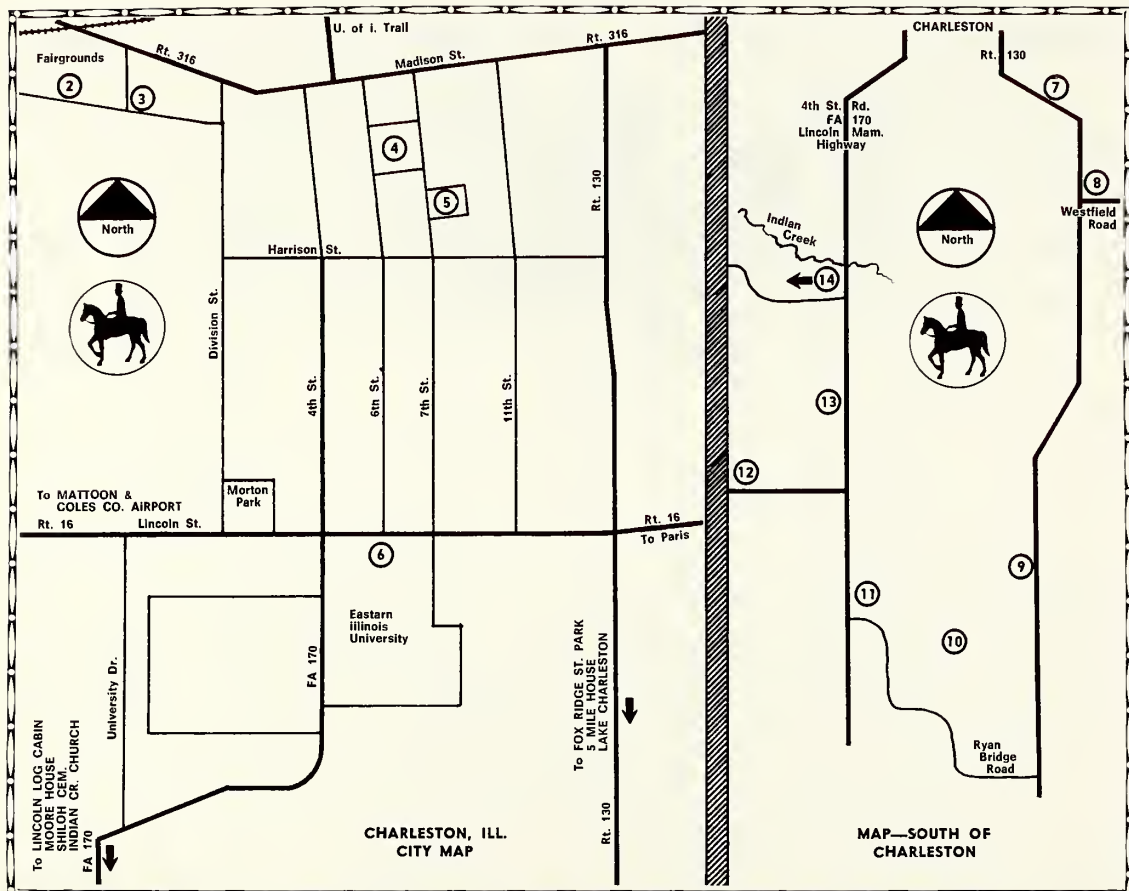 U. of i. Trail
Rt. 316
Rt. 316
Fairgrounds
2
3
Madison St.
4
5
Rt. 130
North
Harrison St.
Division St.
4th St.
6tn St.
7th St.
11th St.
To MATTOON &
COLES CO. AIRPORT
Rt. 16
Lincoln St.
Morton
Park
Rt. 16
To Paris
6
Eastarn
iilinois
University
FA 170
University Dr.
To LINCOLN LOG CABIN
MOORE HOUSE
SHILOH CEM.
INDIAN CR. CHURCH
FA 170
To FOX RIDGE ST. PARK
5 MILE HOUSE
LAKE CHARLESTON
Rt. 130
CHARLESTON, ILL.
CITY MAP
CHARLESTON
Rt. 130
7
4th St. Rd.
FA 170
Lincoln Mam.
Highway
8
Westfield
Road
Indian
Creek
North
14
13
12
9
11
10
Ryan
Bridge
Road
MAP—SOUTH OF
CHARLESTON